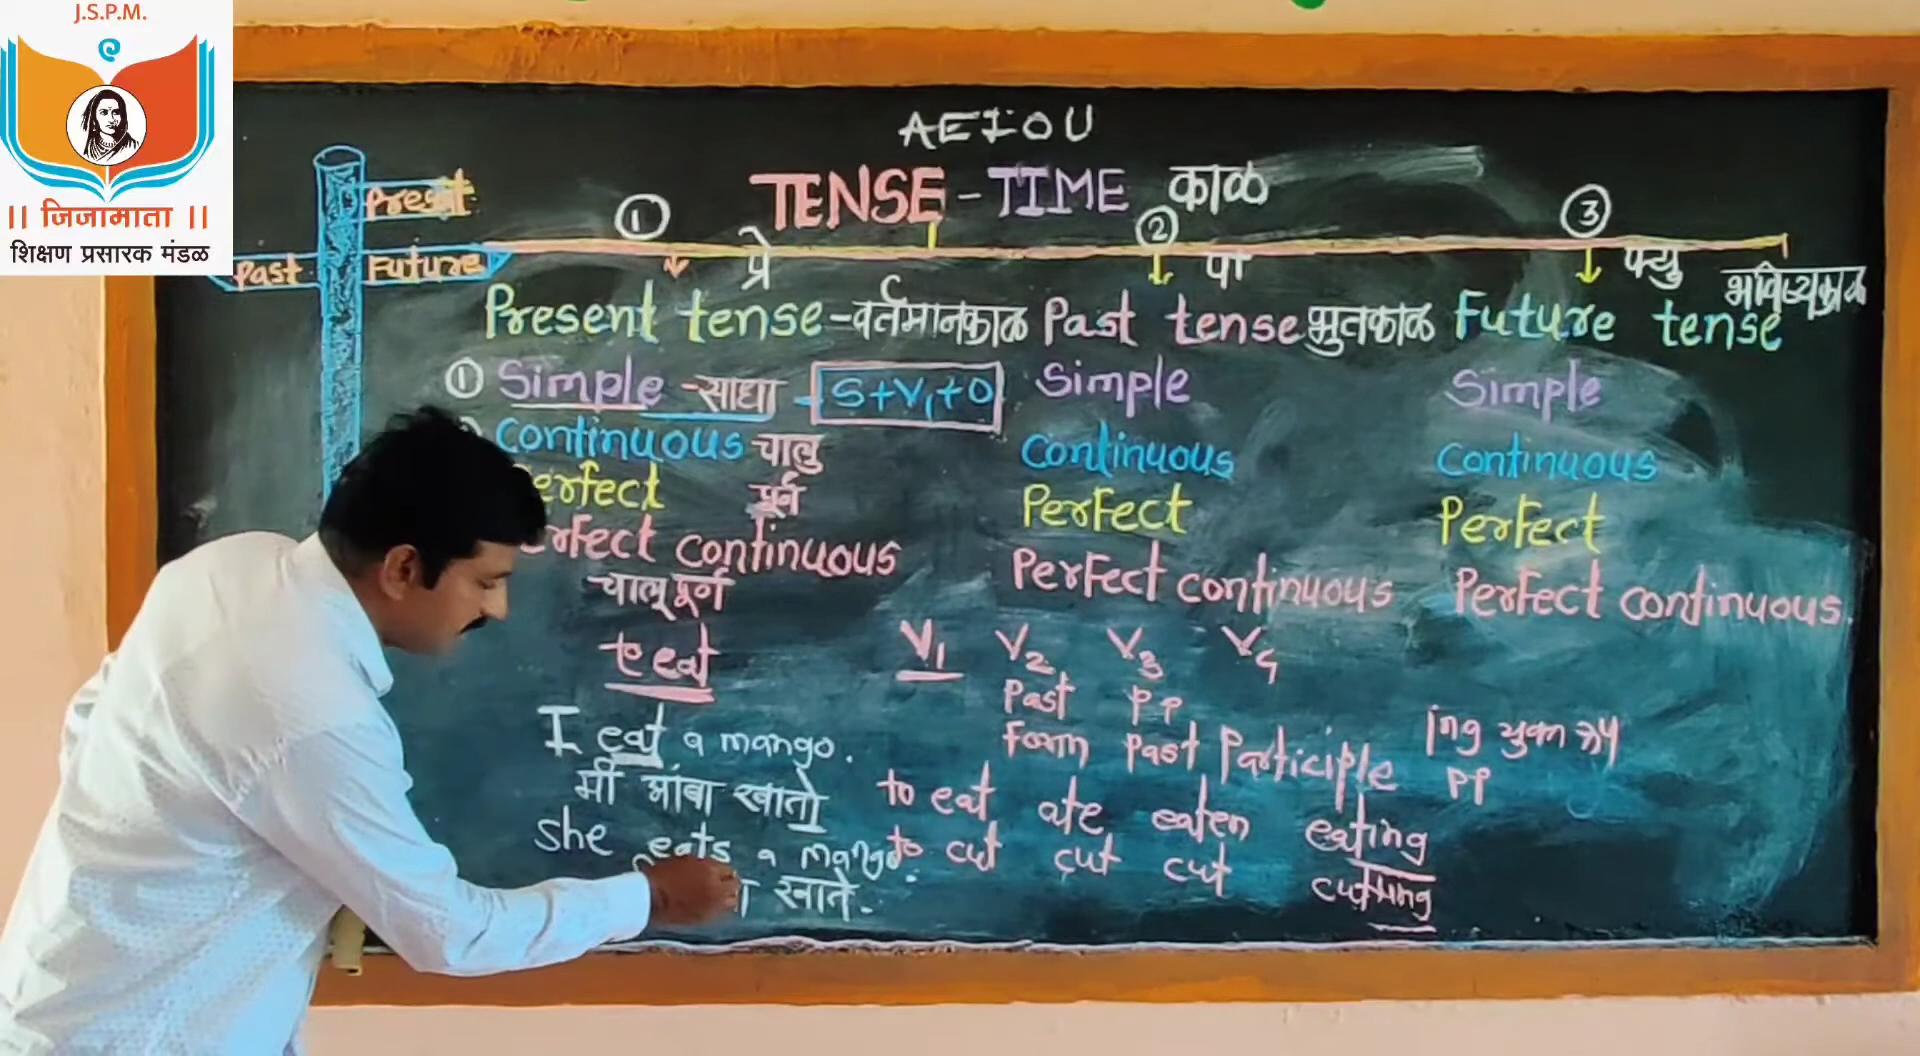 J.S.P.M.
|| जिजामाता ||
शिक्षण प्रसारक मंडळ
AEIOU
TENSE - TIME काळ
Present
Past Future
① प्रे ② पा ③ फ्यु
Present tense - वर्तमानकाळ Past tense भुतकाळ Future tense भविष्यकाळ
① Simple - साधा - S+V₁+O Simple Simple
Continuous चालु Continuous Continuous
erfect पूर्न Perfect Perfect
rfect continuous Perfect continuous Perfect continuous
चालू पूर्न
to eat V₁ V₂ V₃ V₄
Past PP
Form Past Participle ing युक्त रूप
PP
I eat a mango.
मी आंबा खातो to eat ate eaten eating
She eats a mango. to cut cut cut cutting
खाते.